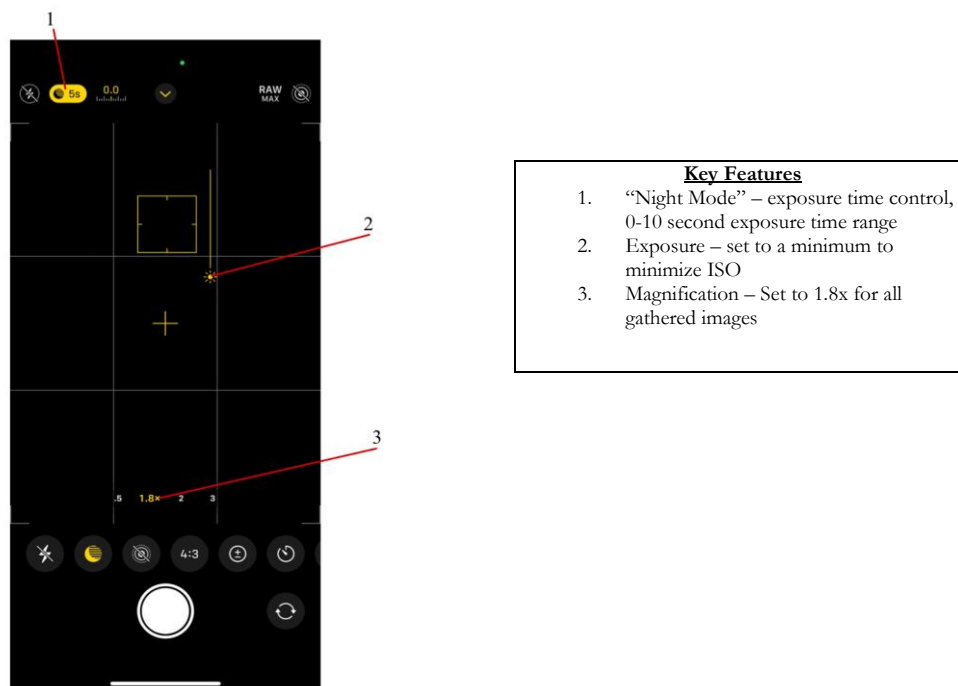 1
5s
0.0
RAW
MAX
2
3
.5 1.8× 2 3
4:3
Key Features
1. “Night Mode” – exposure time control,
0-10 second exposure time range
2. Exposure – set to a minimum to
minimize ISO
3. Magnification – Set to 1.8x for all
gathered images